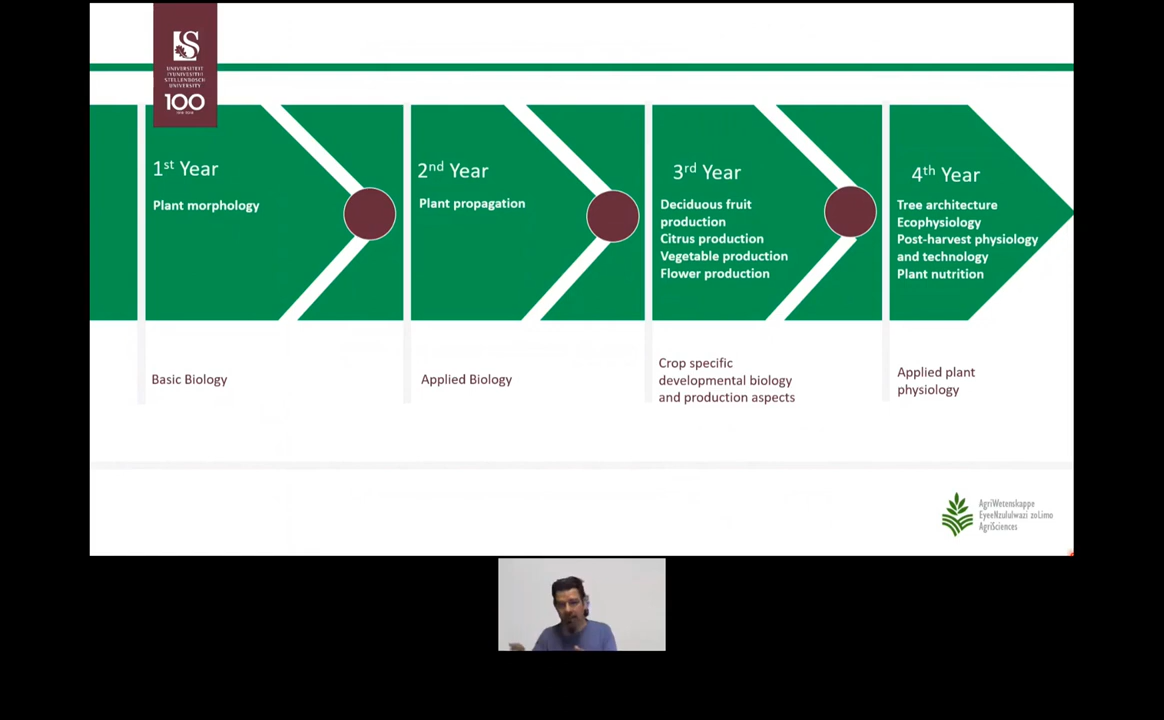 UNIVERSITEIT
IYUNIVESITHI
STELLENBOSCH
UNIVERSITY
100
1st Year
Plant morphology
2nd Year
Plant propagation
3rd Year
Deciduous fruit
production
Citrus production
Vegetable production
Flower production
4th Year
Tree architecture
Ecophysiology
Post-harvest physiology
and technology
Plant nutrition
Basic Biology
Applied Biology
Crop specific
developmental biology
and production aspects
Applied plant
physiology
AgriWetenskappe
EyeeNzululwazi zoLimo
AgriSciences